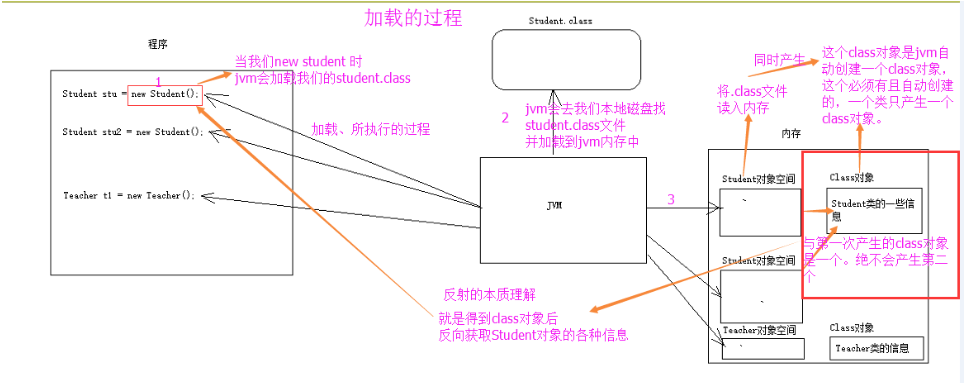 加载的过程
Student.class
程序
当我们new student 时
jvm会加载我们的student.class
1
Student stu = new Student();
加载、所执行的过程
Student stu2 = new Student();
Teacher t1 = new Teacher();
2
jvm会去我们本地磁盘找
student.class文件
并加载到jvm内存中
JVM
3
同时产生
将.class文件
读入内存
这个class对象是jvm自
动创建一个class对象,
这个必须有且自动创建
的,一个类只产生一个
class对象。
内存
Student对象空间
Class对象
Student类的一些信
息
与第一次产生的class对象
是一个。绝不会产生第二
个
Student对象空间
反射的本质理解
就是得到class对象后
反向获取Student对象的各种信息
Teacher对象空间
Class对象
Teacher类的信息